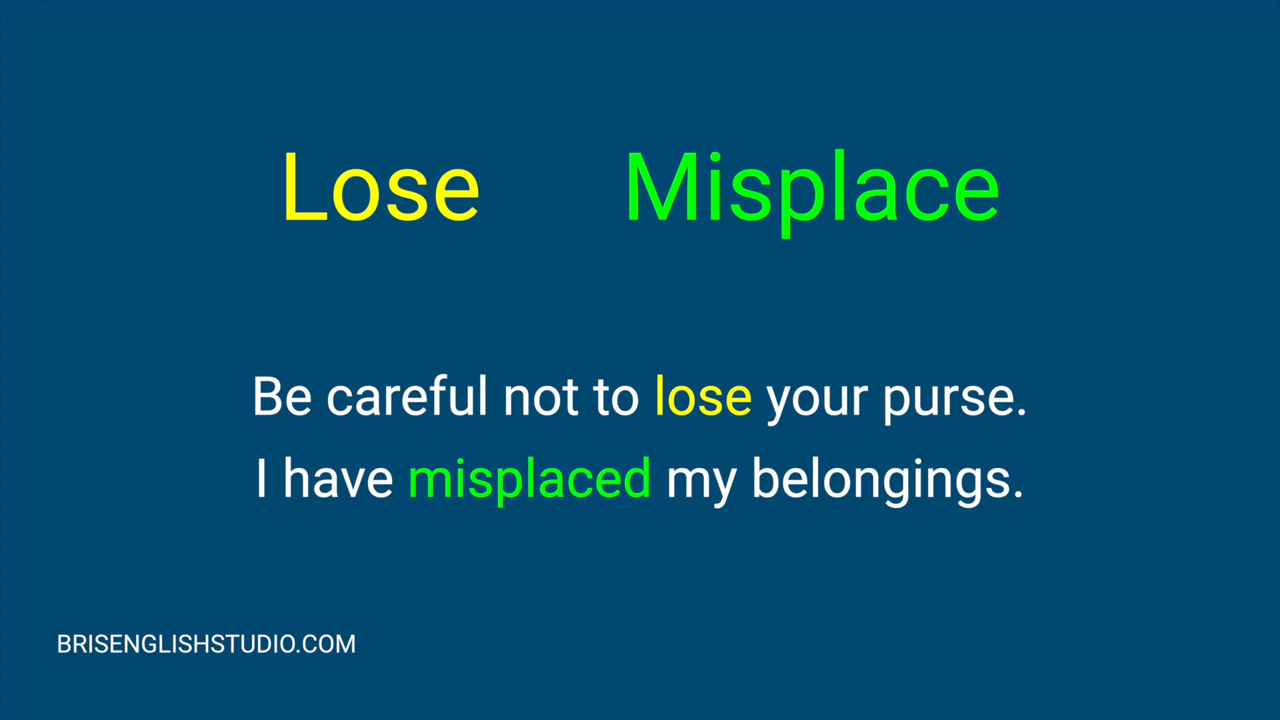 Lose Misplace
Be careful not to lose your purse.
I have misplaced my belongings.
BRISENGLISHSTUDIO.COM